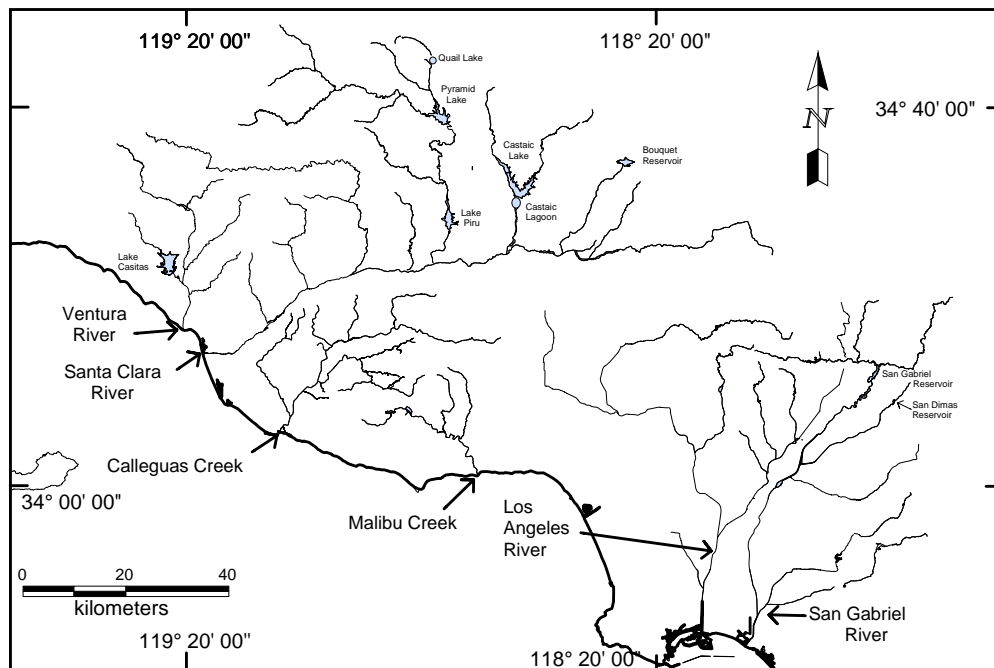 119° 20' 00"
118° 20' 00"
Quail Lake
Pyramid
Lake
34° 40' 00"
N
Castaic
Lake
Bouquet
Reservoir
Castaic
Lagoon
Lake
Piru
Lake
Casitas
Ventura
River
Santa Clara
River
San Gabriel
Reservoir
San Dimas
Reservoir
Calleguas Creek
34° 00' 00"
Malibu Creek
Los
Angeles
River
0 20 40
kilometers
San Gabriel
River
119° 20' 00"
118° 20' 00"